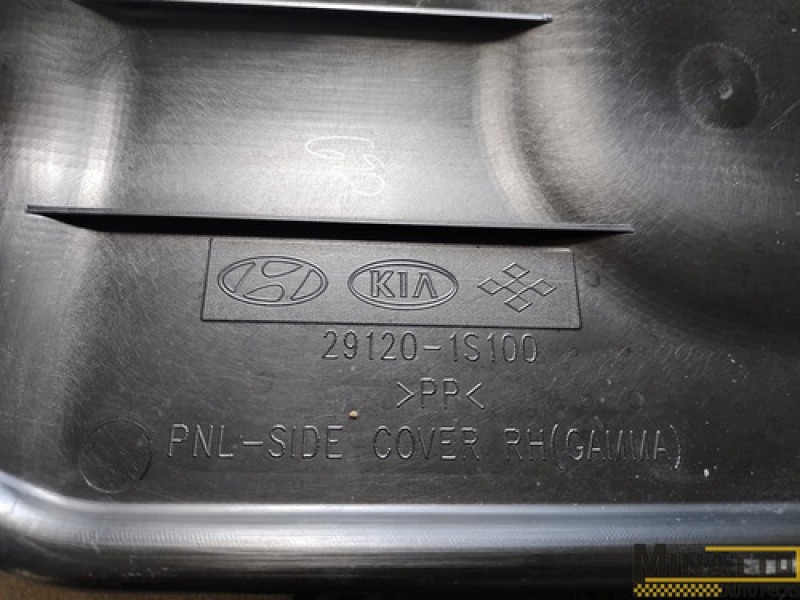 KIA
29120-1S100
>PP<
PNL-SIDE COVER RH(GAMMA)